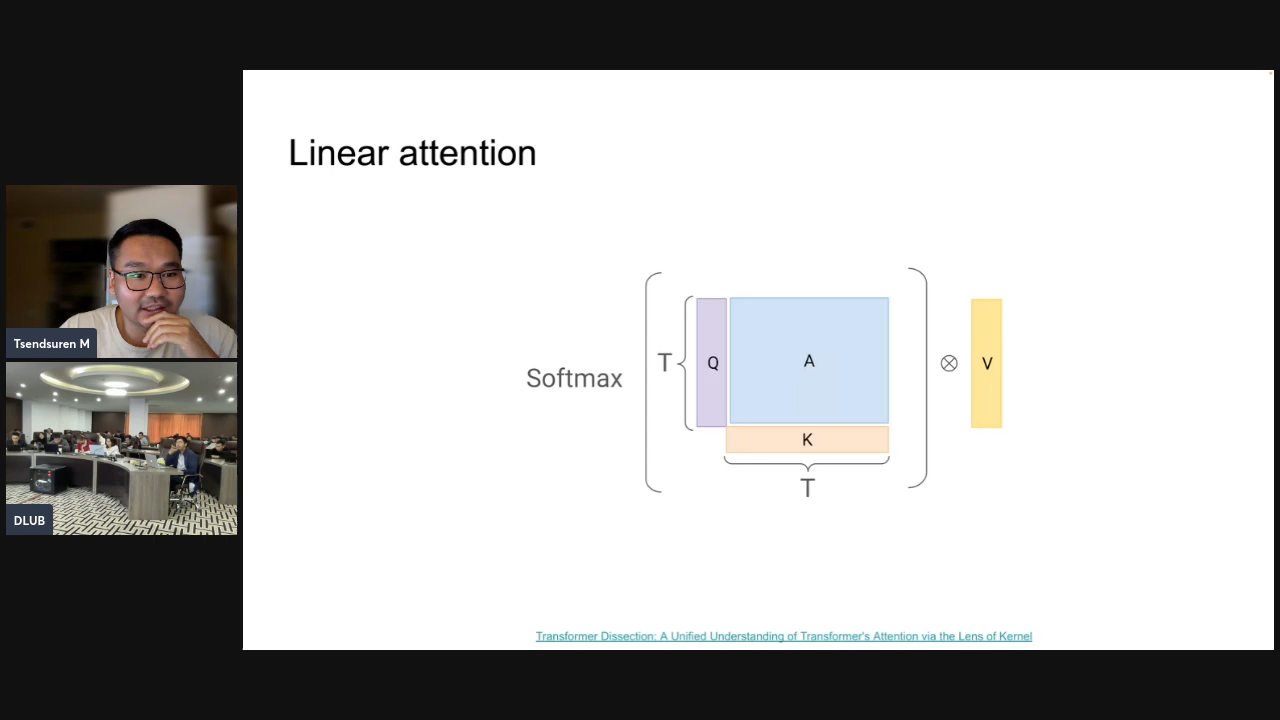 Linear attention
Softmax
T
Q
A
K
T
V
Transformer Dissection: A Unified Understanding of Transformer's Attention via the Lens of Kernel
Tsendsuren M
DLUB